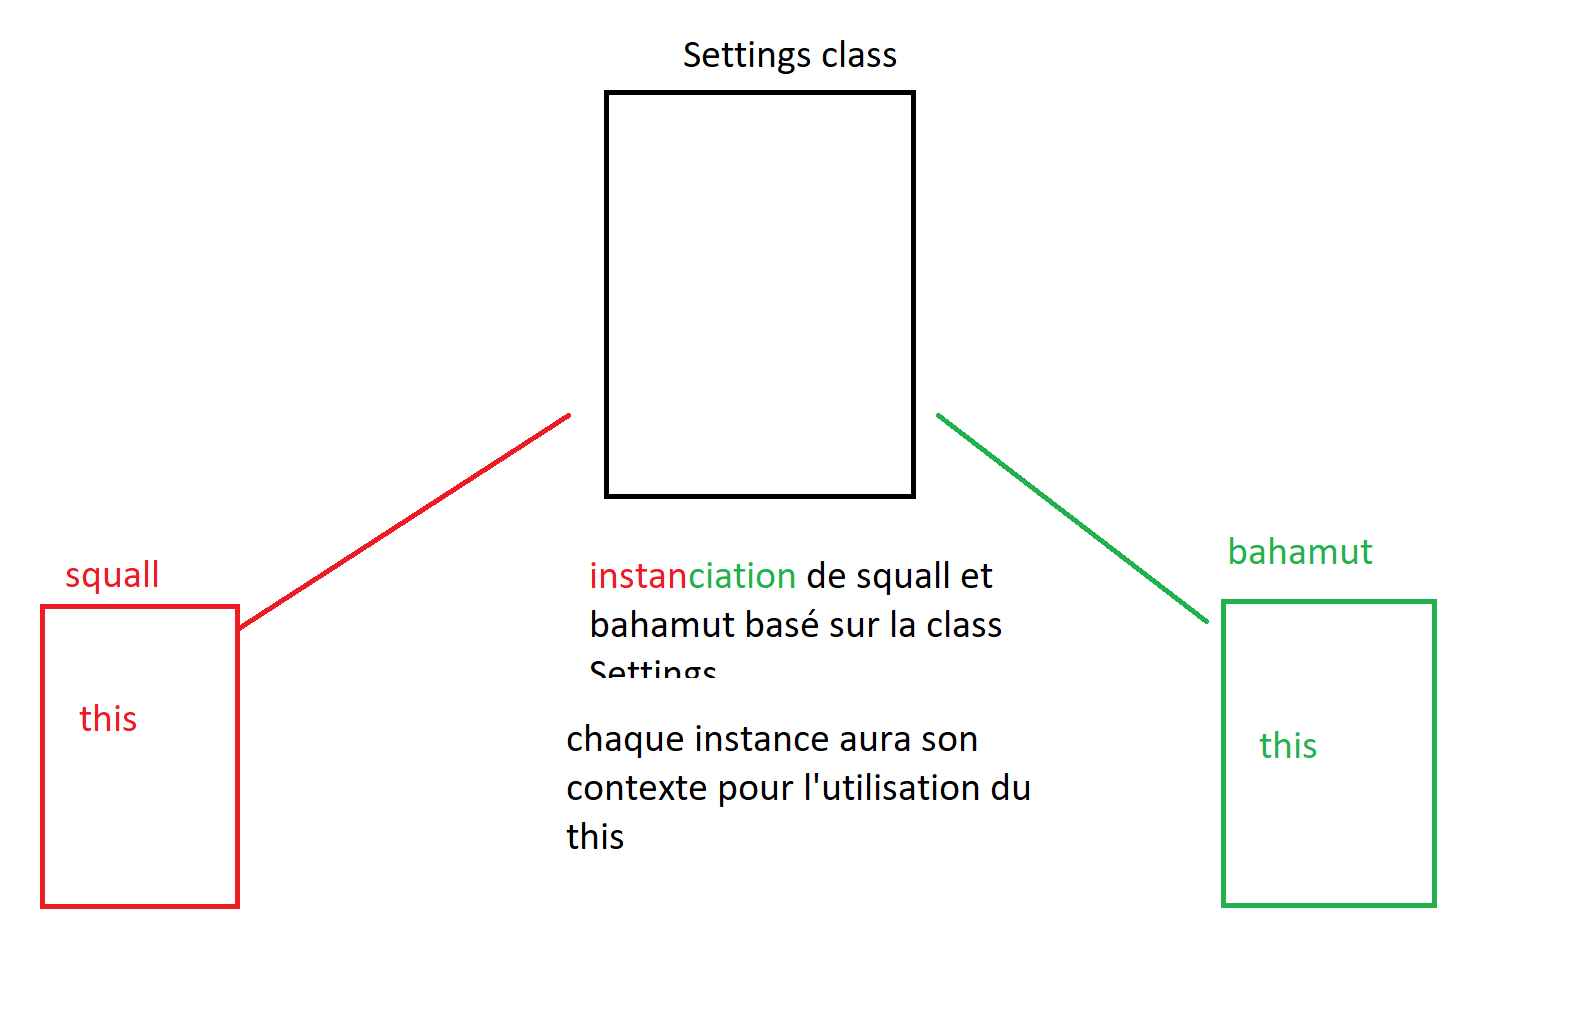 Settings class
squall
this
instanciation de squall et
bahamut basé sur la class
Settings
chaque instance aura son
contexte pour l'utilisation du
this
bahamut
this